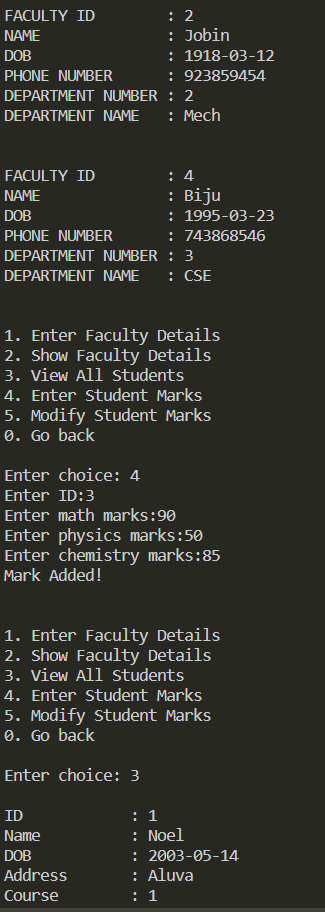 FACULTY ID        : 2
NAME              : Jobin
DOB               : 1918-03-12
PHONE NUMBER      : 923859454
DEPARTMENT NUMBER : 2
DEPARTMENT NAME   : Mech
FACULTY ID        : 4
NAME              : Biju
DOB               : 1995-03-23
PHONE NUMBER      : 743868546
DEPARTMENT NUMBER : 3
DEPARTMENT NAME   : CSE
1. Enter Faculty Details
2. Show Faculty Details
3. View All Students
4. Enter Student Marks
5. Modify Student Marks
0. Go back
Enter choice: 4
Enter ID:3
Enter math marks:90
Enter physics marks:50
Enter chemistry marks:85
Mark Added!
1. Enter Faculty Details
2. Show Faculty Details
3. View All Students
4. Enter Student Marks
5. Modify Student Marks
0. Go back
Enter choice: 3
ID            : 1
Name          : Noel
DOB           : 2003-05-14
Address       : Aluva
Course        : 1